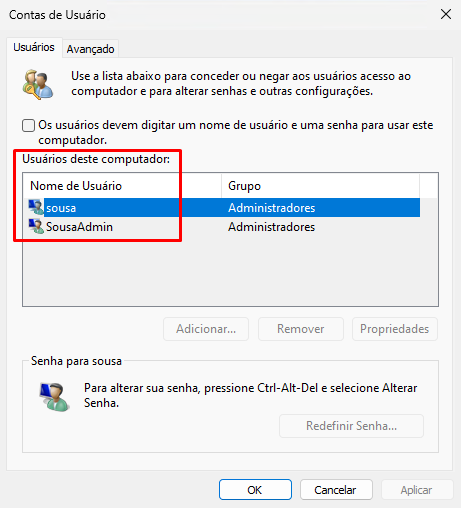 Contas de Usuário
Usuários
Avançado
Use a lista abaixo para conceder ou negar aos usuários acesso ao
computador e para alterar senhas e outras configurações.
Os usuários devem digitar um nome de usuário e uma senha para usar este
computador.
Usuários deste computador:
Nome de Usuário Grupo
sousa Administradores
SousaAdmin Administradores
Adicionar... Remover Propriedades
Senha para sousa
Para alterar sua senha, pressione Ctrl-Alt-Del e selecione Alterar
Senha.
Redefinir Senha...
OK Cancelar Aplicar